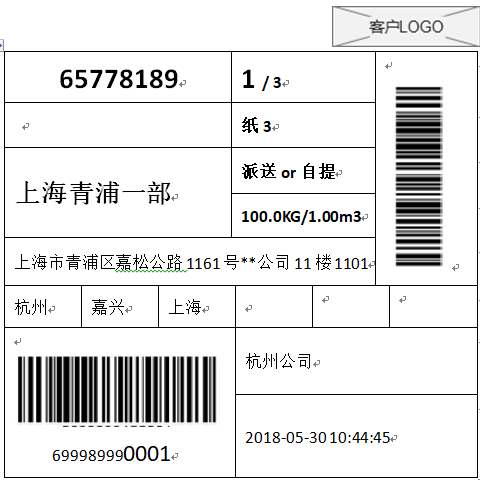 客户LOGO
65778189
1 / 3
纸 3
上海青浦一部
派送 or 自提
100.0KG/1.00m3
上海市青浦区嘉松公路 1161 号**公司 11 楼 1101
杭州 嘉兴 上海
杭州公司
699989990001
2018-05-30 10:44:45